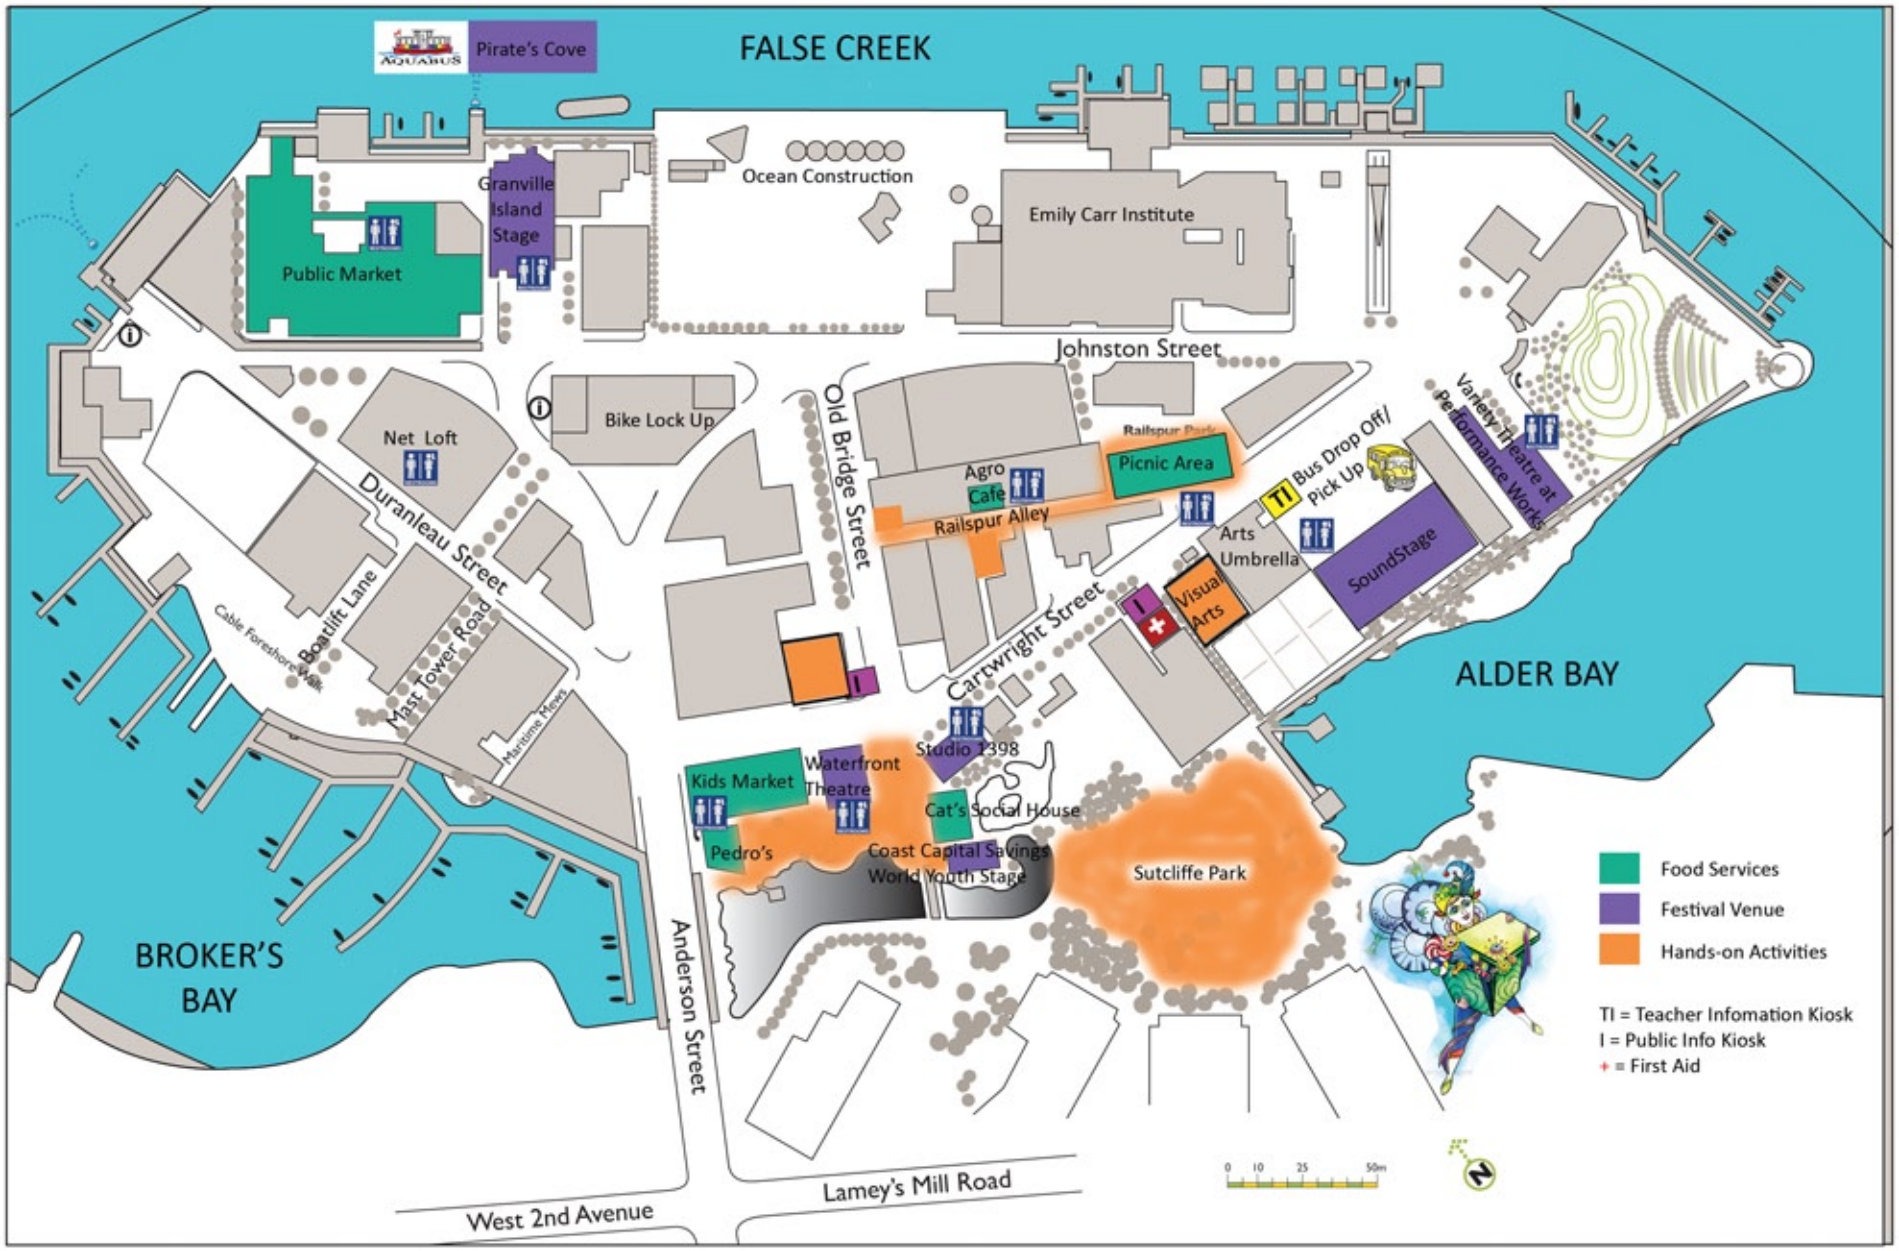 AQUABUS
Pirate's Cove
FALSE CREEK
Granville
Island
Stage
Ocean Construction
Emily Carr Institute
Public Market
i
Johnston Street
i
Bike Lock Up
Net Loft
Old Bridge Street
Duranleau Street
Railspur Park
Picnic Area
Agro
Cafe
Railspur Alley
TI
Bus Drop Off/
Pick Up
Variety Theatre at
Performance Works
Arts
Umbrella
SoundStage
Visual
Arts
I
Cartwright Street
Boatlift Lane
Cable Foreshore Walk
Mast Tower Road
Maritime Mews
I
ALDER BAY
Studio 1398
Kids Market
Waterfront
Theatre
Cat's Social House
Pedro's
Coast Capital Savings
World Youth Stage
Sutcliffe Park
BROKER'S
BAY
Anderson Street
Food Services
Festival Venue
Hands-on Activities
TI = Teacher Infomation Kiosk
I = Public Info Kiosk
+ = First Aid
0 10 25 50m
N
Lamey's Mill Road
West 2nd Avenue